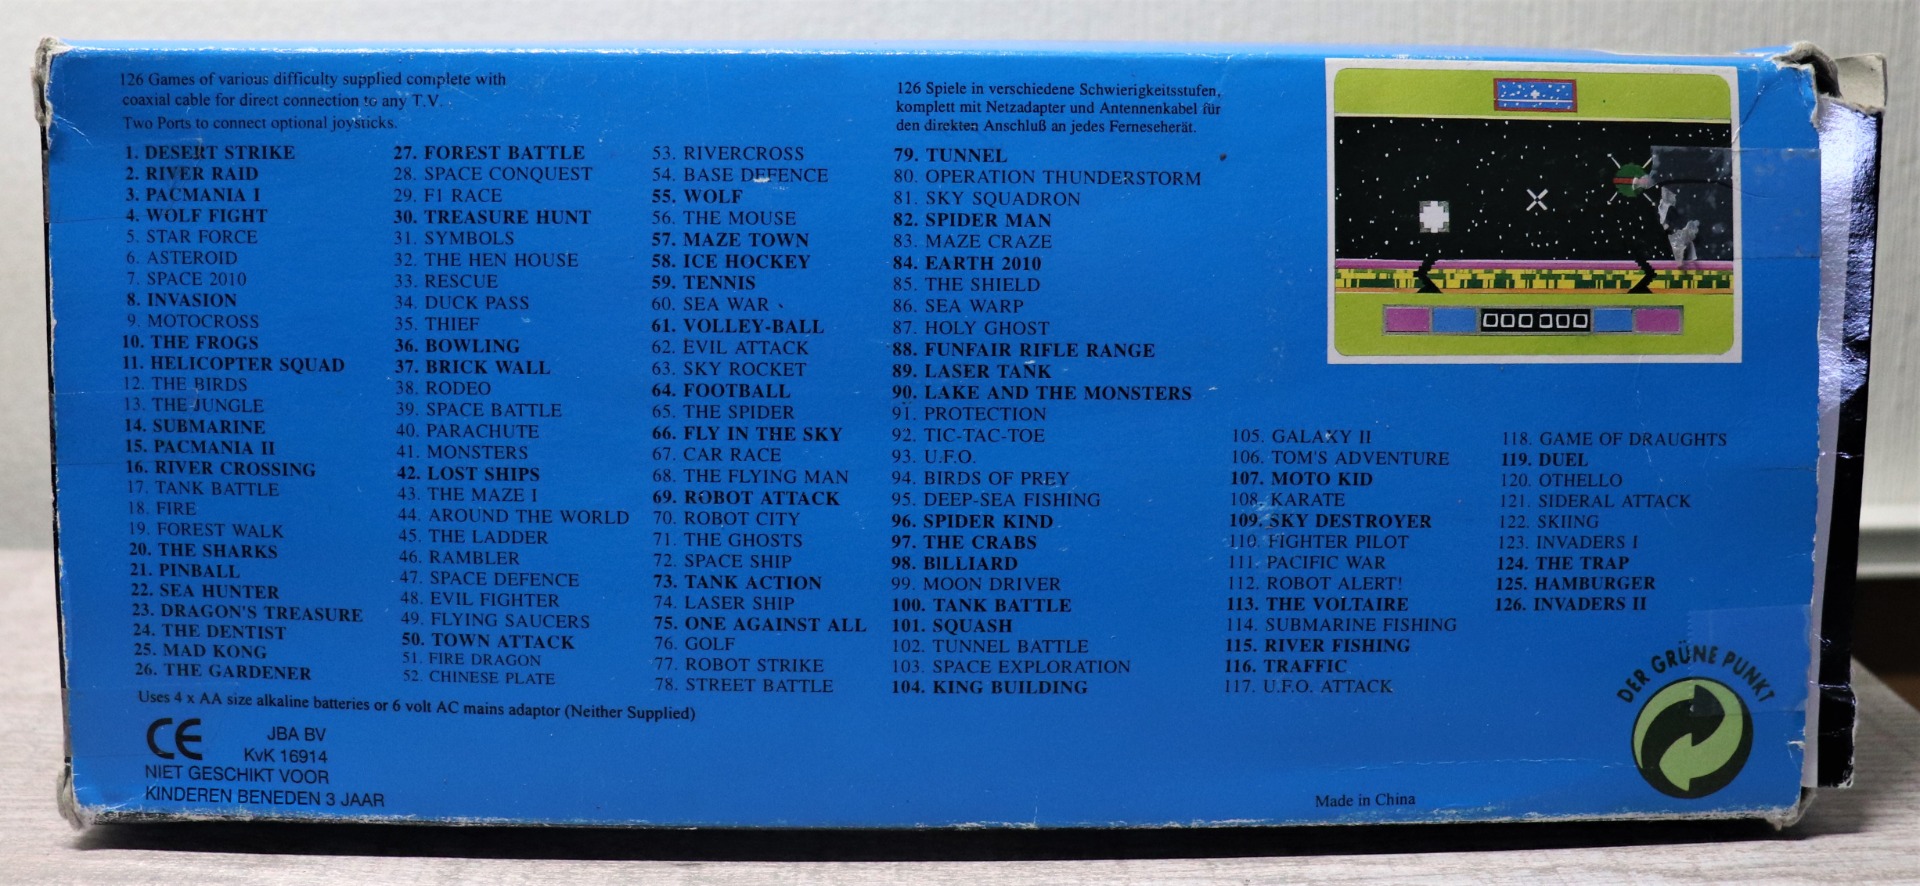 126 Games of various difficulty supplied complete with
coaxial cable for direct connection to any T.V.
Two Ports to connect optional joysticks.
1. DESERT STRIKE
2. RIVER RAID
3. PACMANIA I
4. WOLF FIGHT
5. STAR FORCE
6. ASTEROID
7. SPACE 2010
8. INVASION
9. MOTOCROSS
10. THE FROGS
11. HELICOPTER SQUAD
12. THE BIRDS
13. THE JUNGLE
14. SUBMARINE
15. PACMANIA II
16. RIVER CROSSING
17. TANK BATTLE
18. FIRE
19. FOREST WALK
20. THE SHARKS
21. PINBALL
22. SEA HUNTER
23. DRAGON'S TREASURE
24. THE DENTIST
25. MAD KONG
26. THE GARDENER
27. FOREST BATTLE
28. SPACE CONQUEST
29. F1 RACE
30. TREASURE HUNT
31. SYMBOLS
32. THE HEN HOUSE
33. RESCUE
34. DUCK PASS
35. THIEF
36. BOWLING
37. BRICK WALL
38. RODEO
39. SPACE BATTLE
40. PARACHUTE
41. MONSTERS
42. LOST SHIPS
43. THE MAZE I
44. AROUND THE WORLD
45. THE LADDER
46. RAMBLER
47. SPACE DEFENCE
48. EVIL FIGHTER
49. FLYING SAUCERS
50. TOWN ATTACK
51. FIRE DRAGON
52. CHINESE PLATE
53. RIVERCROSS
54. BASE DEFENCE
55. WOLF
56. THE MOUSE
57. MAZE TOWN
58. ICE HOCKEY
59. TENNIS
60. SEA WAR
61. VOLLEY-BALL
62. EVIL ATTACK
63. SKY ROCKET
64. FOOTBALL
65. THE SPIDER
66. FLY IN THE SKY
67. CAR RACE
68. THE FLYING MAN
69. ROBOT ATTACK
70. ROBOT CITY
71. THE GHOSTS
72. SPACE SHIP
73. TANK ACTION
74. LASER SHIP
75. ONE AGAINST ALL
76. GOLF
77. ROBOT STRIKE
78. STREET BATTLE
126 Spiele in verschiedene Schwierigkeitsstufen,
komplett mit Netzadapter und Antennenkabel für
den direkten Anschluß an jedes Ferneseherät.
79. TUNNEL
80. OPERATION THUNDERSTORM
81. SKY SQUADRON
82. SPIDER MAN
83. MAZE CRAZE
84. EARTH 2010
85. THE SHIELD
86. SEA WARP
87. HOLY GHOST
88. FUNFAIR RIFLE RANGE
89. LASER TANK
90. LAKE AND THE MONSTERS
91. PROTECTION
92. TIC-TAC-TOE
93. U.F.O.
94. BIRDS OF PREY
95. DEEP-SEA FISHING
96. SPIDER KIND
97. THE CRABS
98. BILLIARD
99. MOON DRIVER
100. TANK BATTLE
101. SQUASH
102. TUNNEL BATTLE
103. SPACE EXPLORATION
104. KING BUILDING
000000
105. GALAXY II
106. TOM'S ADVENTURE
107. MOTO KID
108. KARATE
109. SKY DESTROYER
110. FIGHTER PILOT
111. PACIFIC WAR
112. ROBOT ALERT!
113. THE VOLTAIRE
114. SUBMARINE FISHING
115. RIVER FISHING
116. TRAFFIC
117. U.F.O. ATTACK
118. GAME OF DRAUGHTS
119. DUEL
120. OTHELLO
121. SIDERAL ATTACK
122. SKIING
123. INVADERS I
124. THE TRAP
125. HAMBURGER
126. INVADERS II
Uses 4 x AA size alkaline batteries or 6 volt AC mains adaptor (Neither Supplied)
CE
JBA BV
KvK 16914
NIET GESCHIKT VOOR
KINDEREN BENEDEN 3 JAAR
DER GRÜNE PUNKT
Made in China